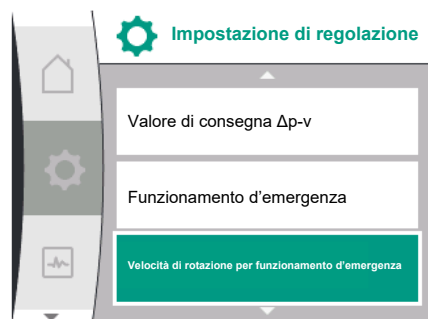 Impostazione di regolazione
Valore di consegna Δp-v
Funzionamento d'emergenza
Velocità di rotazione per funzionamento d'emergenza